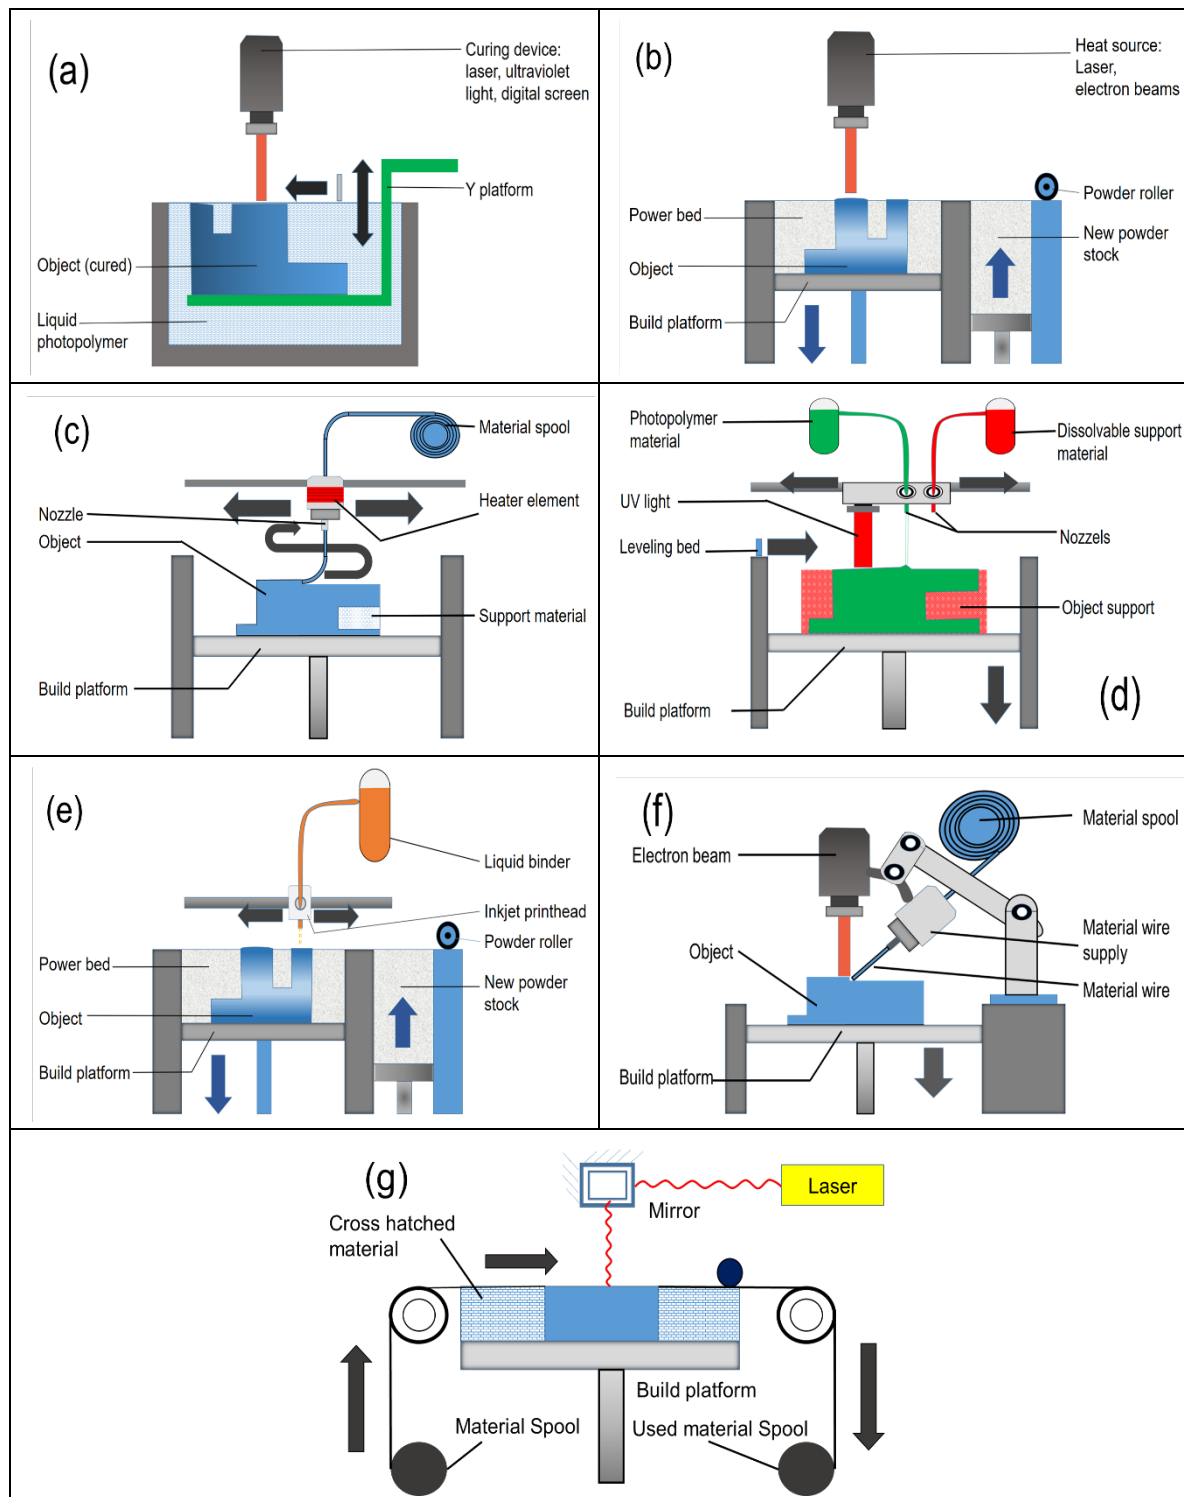 (a)
Curing device:
laser, ultraviolet
light, digital screen
Y platform
Object (cured)
Liquid
photopolymer
(b)
Heat source:
Laser,
electron beams
Powder roller
Power bed
New powder
stock
Object
Build platform
(c)
Material spool
Heater element
Nozzle
Object
Support material
Build platform
Photopolymer
material
Dissolvable support
material
UV light
Nozzels
Leveling bed
Object support
Build platform
(d)
(e)
Liquid binder
Inkjet printhead
Powder roller
Power bed
New powder
stock
Object
Build platform
(f)
Material spool
Electron beam
Material wire
supply
Object
Material wire
Build platform
(g)
Laser
Mirror
Cross hatched
material
Build platform
Material Spool
Used material Spool